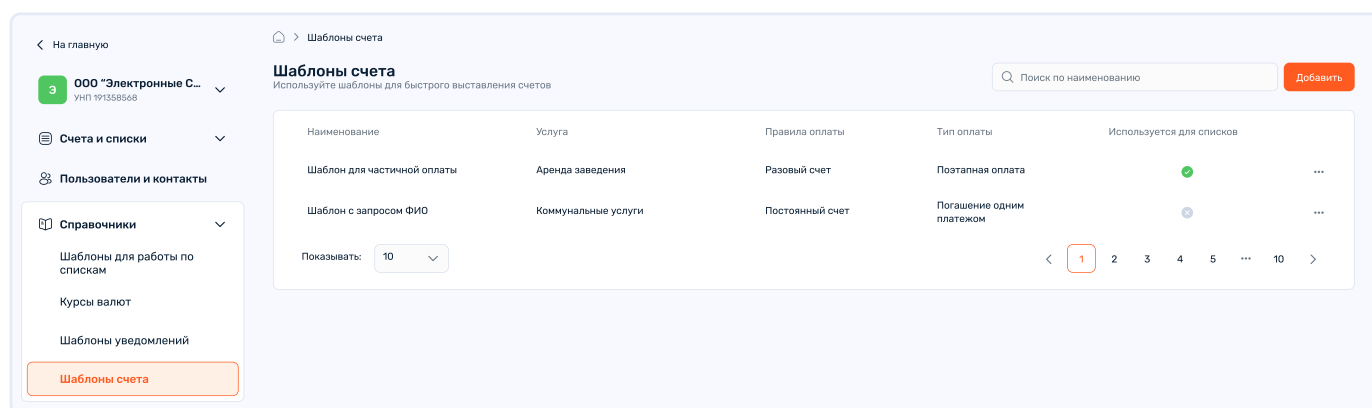 На главную
Шаблоны счета
Э
ООО “Электронные С...
УНП 191358568
Счета и списки
Пользователи и контакты
Справочники
Шаблоны для работы по
спискам
Курсы валют
Шаблоны уведомлений
Шаблоны счета
Шаблоны счета
Используйте шаблоны для быстрого выставления счетов
Поиск по наименованию
Добавить
Наименование Услуга Правила оплаты Тип оплаты Используется для списков
Шаблон для частичной оплаты Аренда заведения Разовый счет Поэтапная оплата
Шаблон с запросом ФИО Коммунальные услуги Постоянный счет Погашение одним
платежом
Показывать: 10
1 2 3 4 5 ... 10